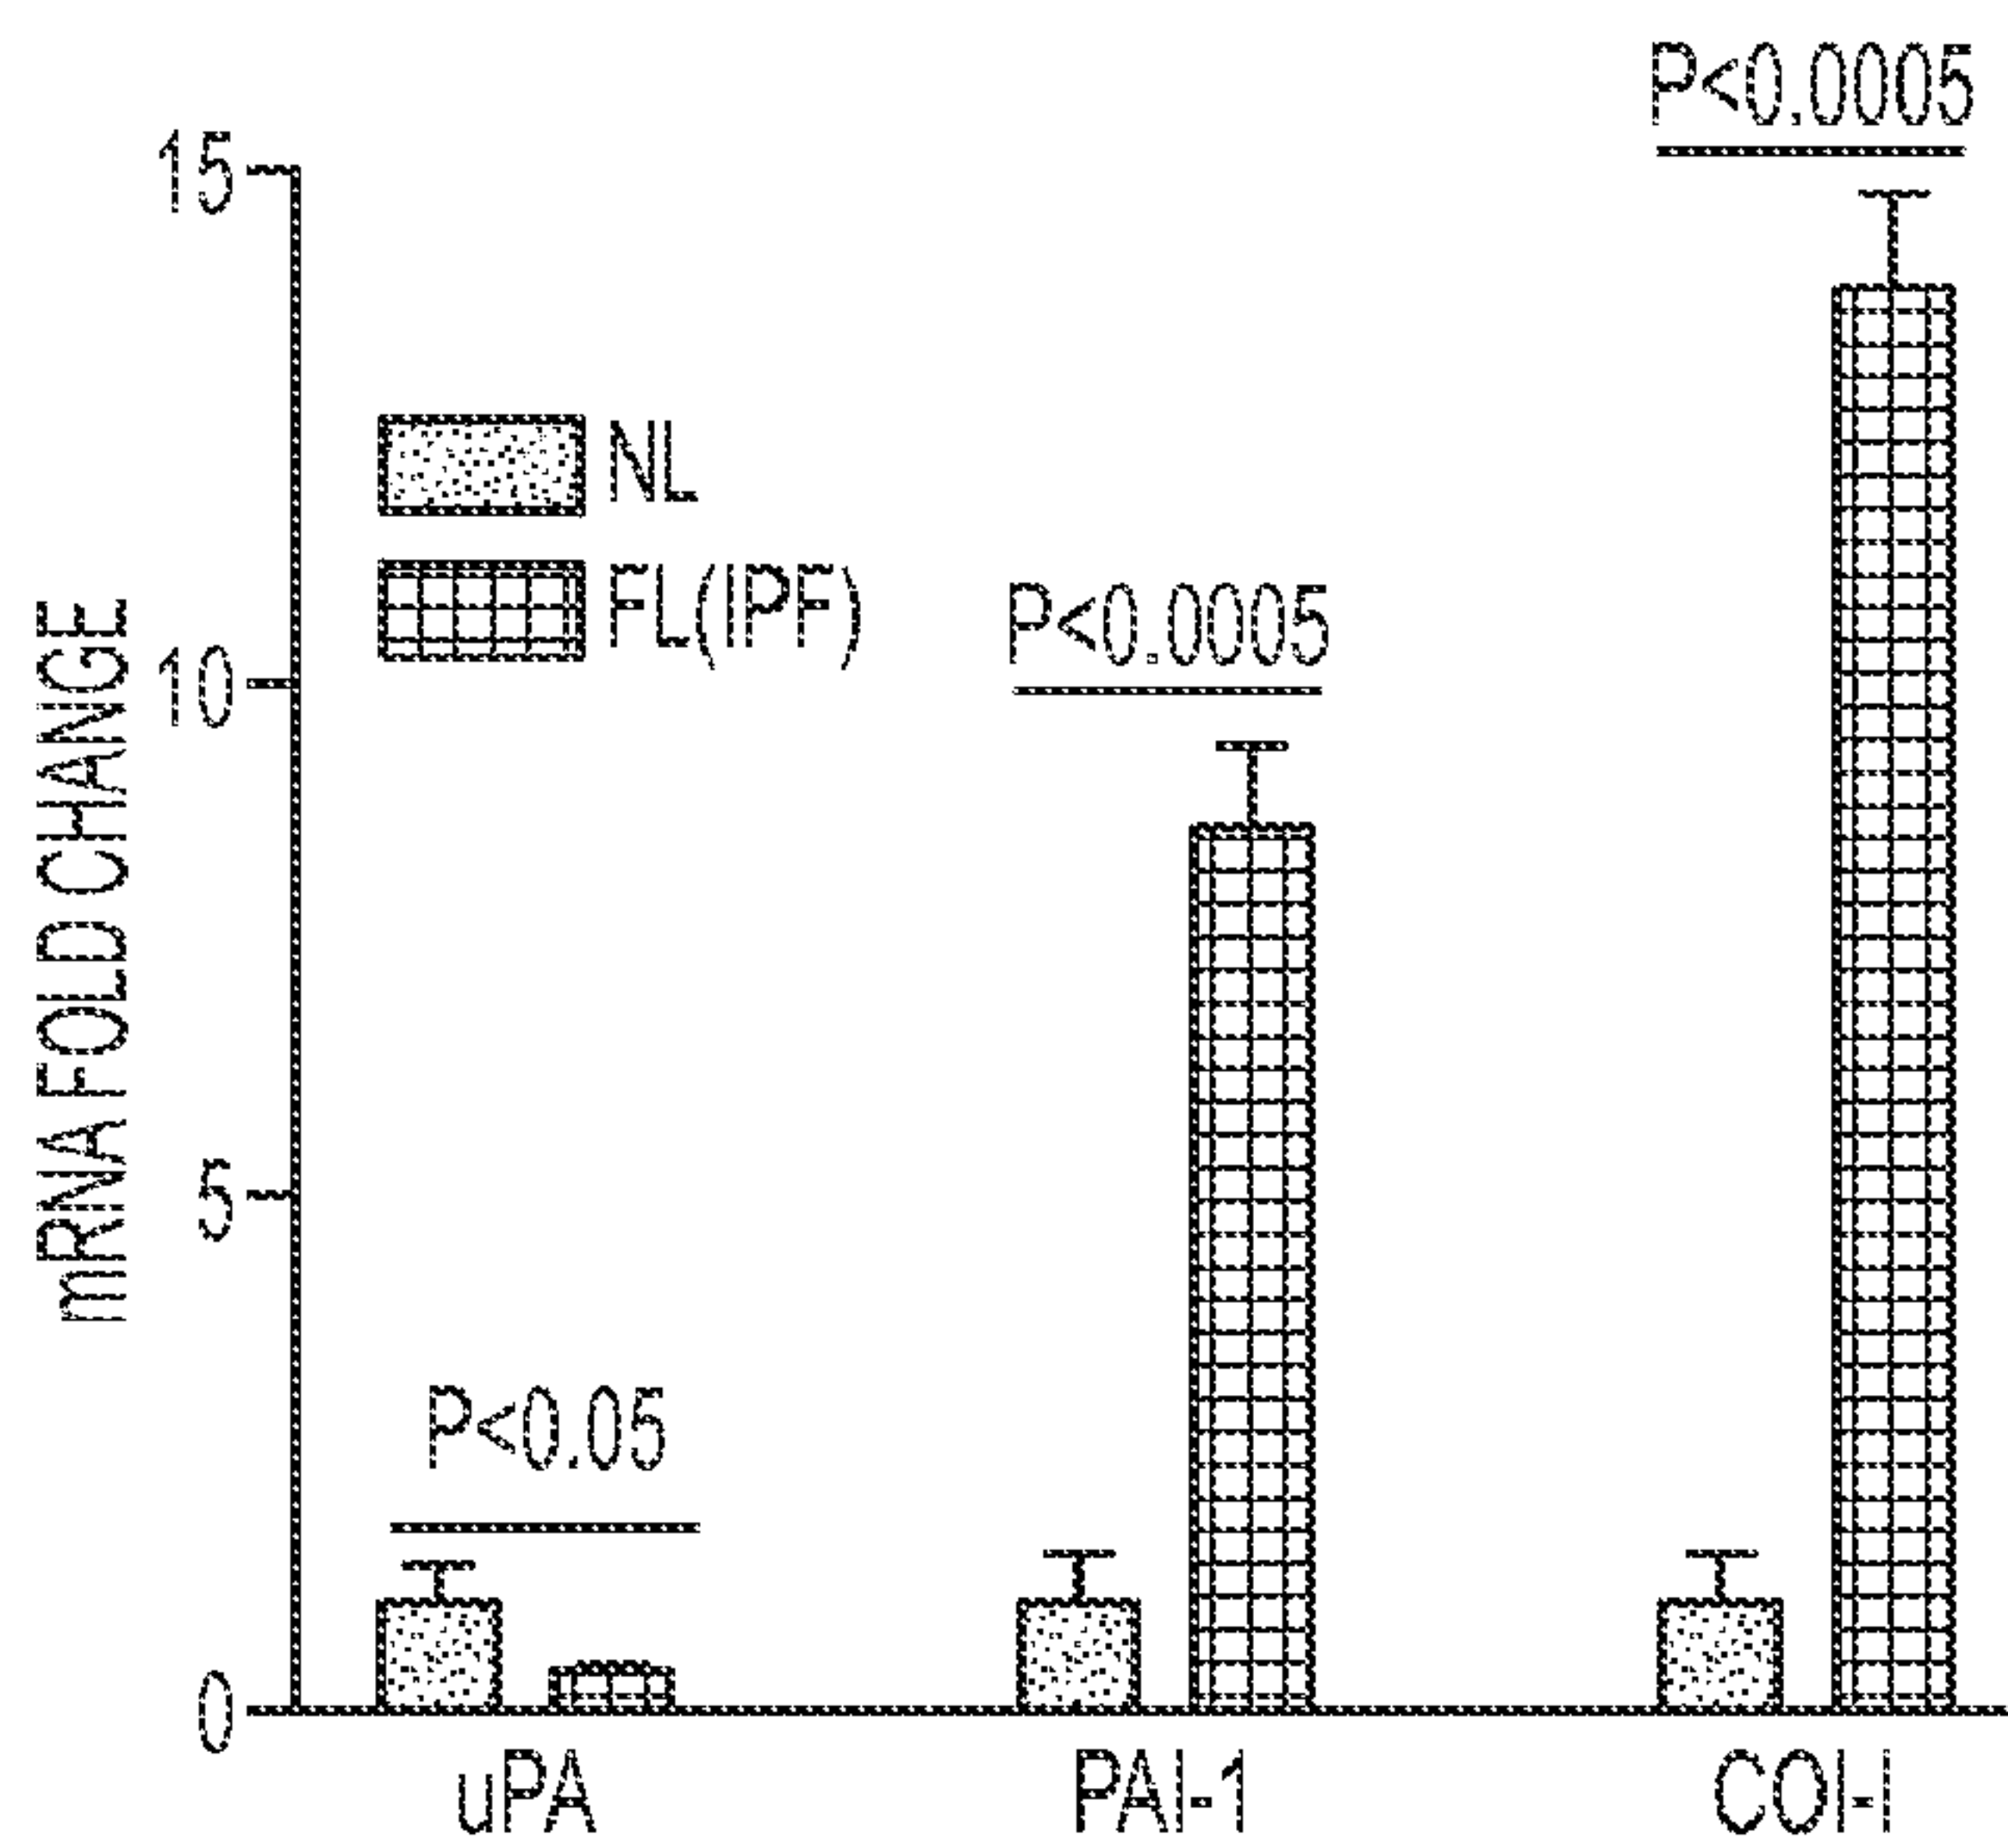 P<0.0005
15
NL
FL(IPF)
P<0.0005
10
mRNA FOLD CHANGE
5
P<0.05
0
uPA
PAI-1
COl-I